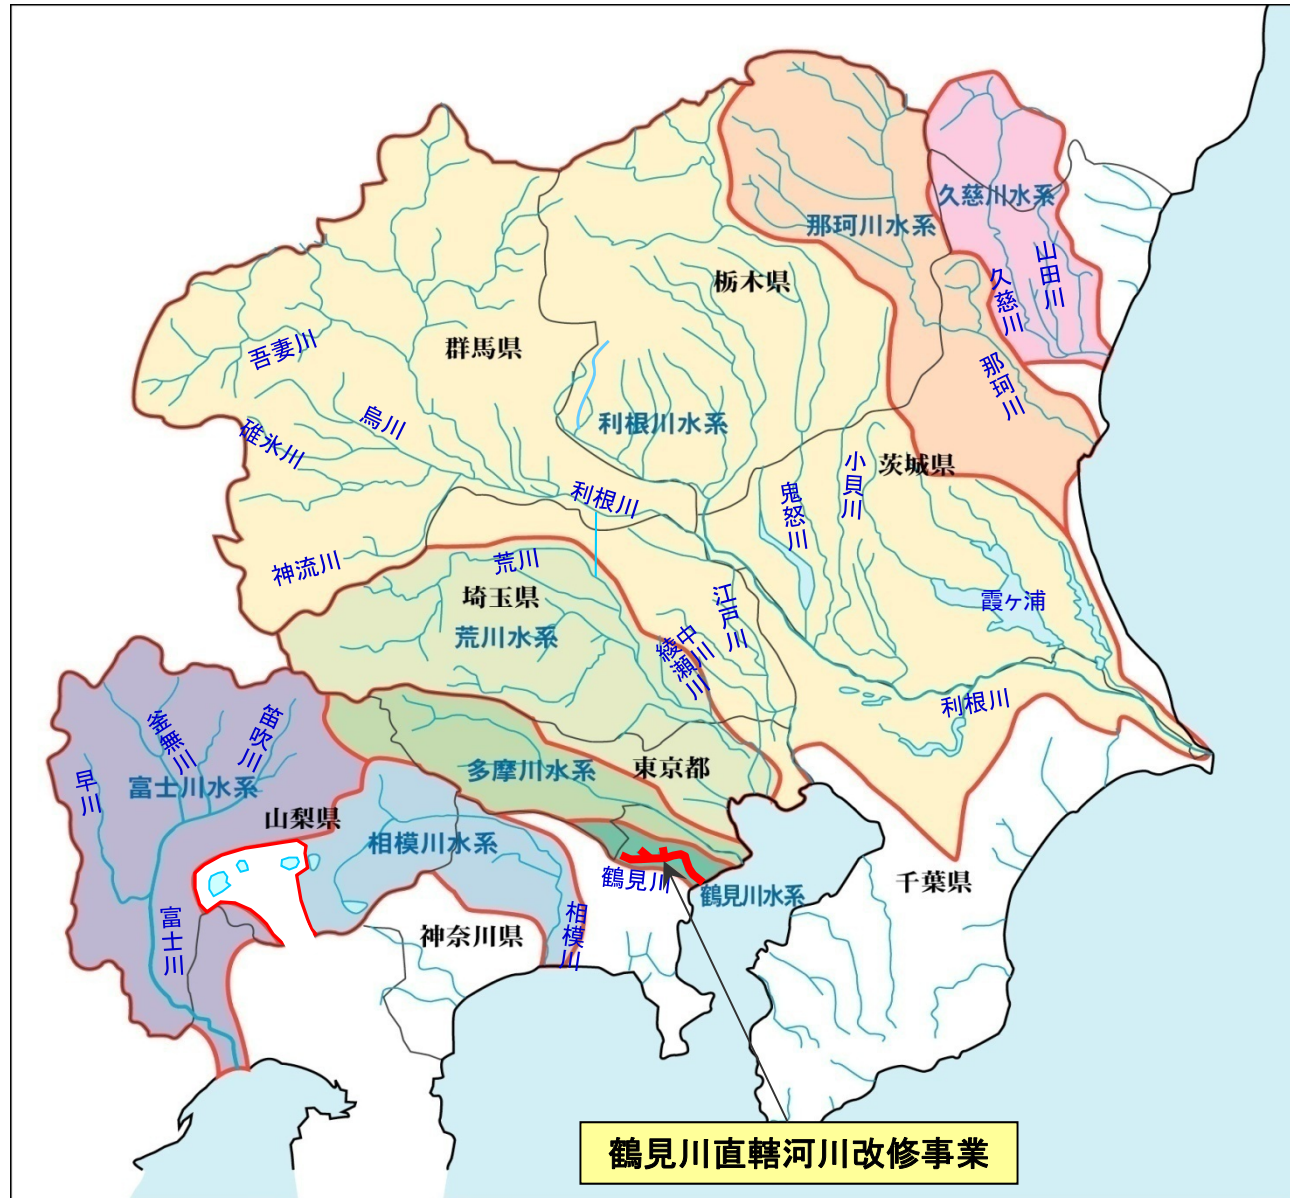 久慈川水系
那珂川水系
山田川
久慈川
栃木県
吾妻川
群馬県
那珂川
烏川
利根川水系
碓氷川
小貝川
茨城県
鬼怒川
利根川
神流川
荒川
埼玉県
荒川水系
江戸川
霞ヶ浦
中
綾瀬川
利根川
釜無川
笛吹川
早川
富士川水系
多摩川水系
東京都
山梨県
相模川水系
鶴見川
鶴見川水系
千葉県
富士川
神奈川県
相模川
鶴見川直轄河川改修事業